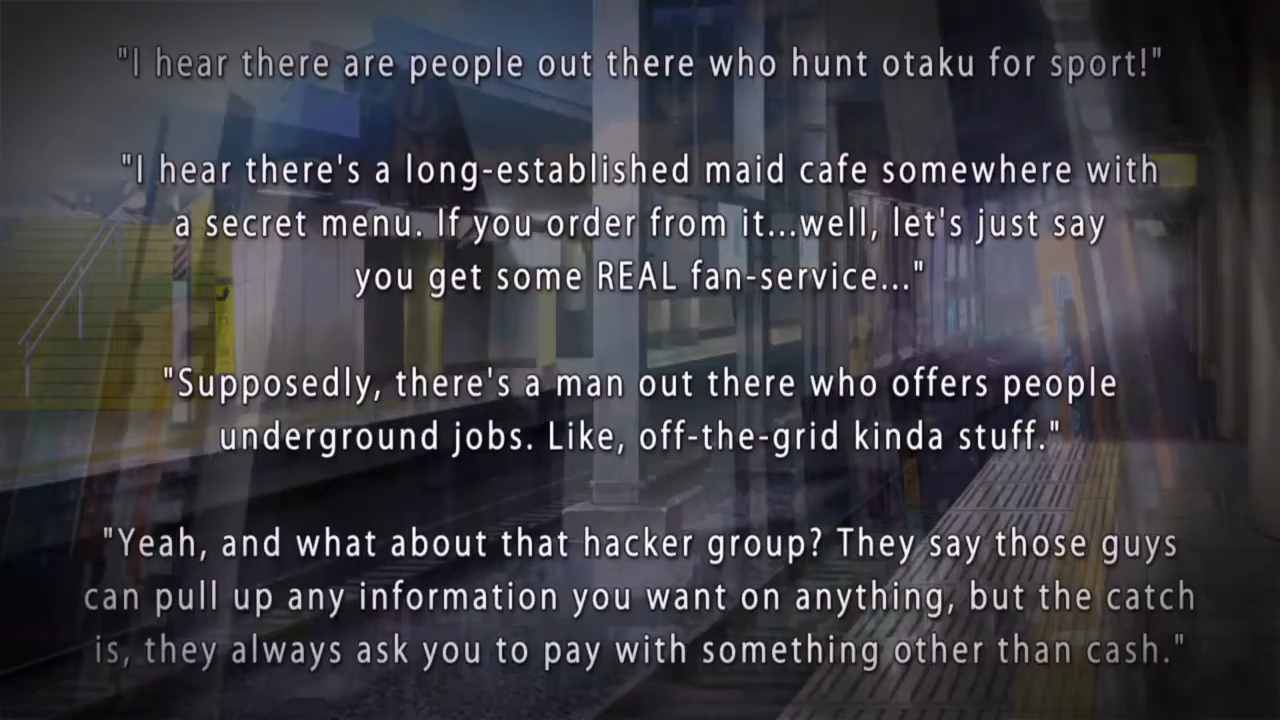 "I hear there are people out there who hunt otaku for sport!"
"I hear there's a long-established maid cafe somewhere with
a secret menu. If you order from it...well, let's just say
you get some REAL fan-service..."
"Supposedly, there's a man out there who offers people
underground jobs. Like, off-the-grid kinda stuff."
"Yeah, and what about that hacker group? They say those guys
can pull up any information you want on anything, but the catch
is, they always ask you to pay with something other than cash."